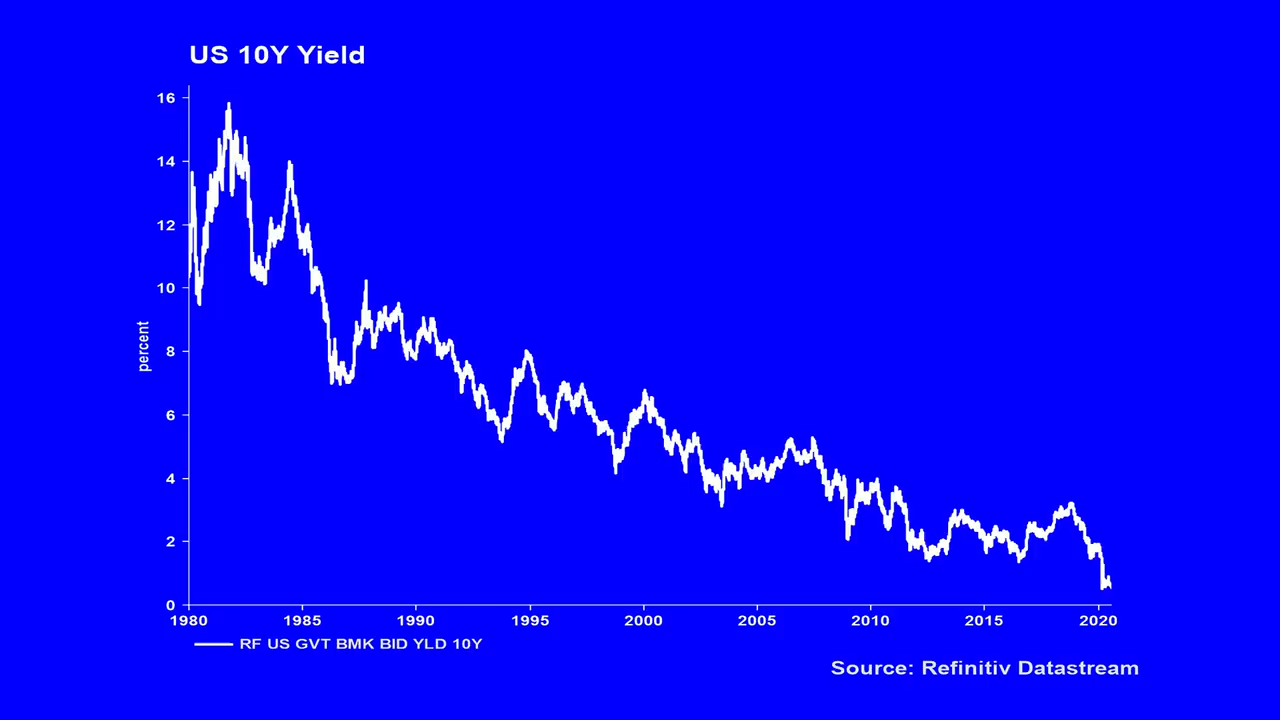 US 10Y Yield
16
14
12
10
8
6
4
2
0
percent
1980 1985 1990 1995 2000 2005 2010 2015 2020
RF US GVT BMK BID YLD 10Y
Source: Refinitiv Datastream